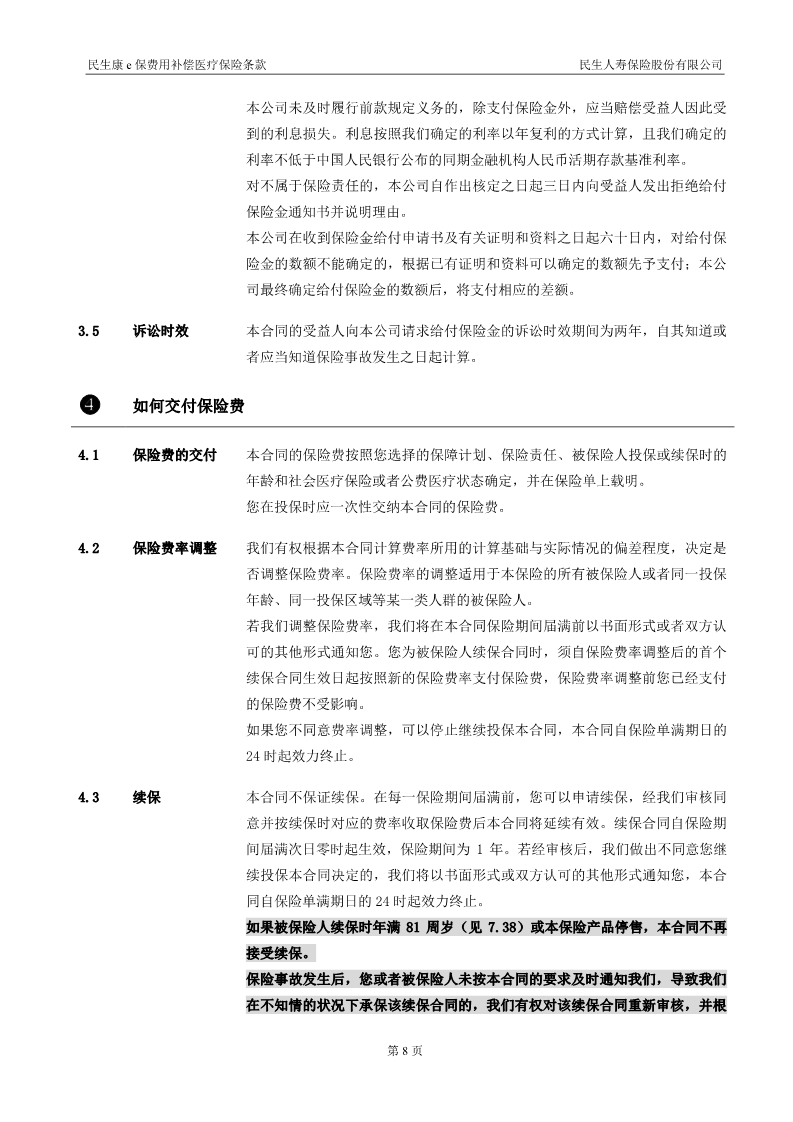 民生康 e 保费用补偿医疗保险条款 民生人寿保险股份有限公司
本公司未及时履行前款规定义务的，除支付保险金外，应当赔偿受益人因此受
到的利息损失。利息按照我们确定的利率以年复利的方式计算，且我们确定的
利率不低于中国人民银行公布的同期金融机构人民币活期存款基准利率。
对不属于保险责任的，本公司自作出核定之日起三日内向受益人发出拒绝给付
保险金通知书并说明理由。
本公司在收到保险金给付申请书及有关证明和资料之日起六十日内，对给付保
险金的数额不能确定的，根据已有证明和资料可以确定的数额先予支付；本公
司最终确定给付保险金的数额后，将支付相应的差额。
3.5 诉讼时效 本合同的受益人向本公司请求给付保险金的诉讼时效期间为两年，自其知道或
者应当知道保险事故发生之日起计算。
4 如何交付保险费
4.1 保险费的交付 本合同的保险费按照您选择的保障计划、保险责任、被保险人投保或续保时的
年龄和社会医疗保险或者公费医疗状态确定，并在保险单上载明。
您在投保时应一次性交纳本合同的保险费。
4.2 保险费率调整 我们有权根据本合同计算费率所用的计算基础与实际情况的偏差程度，决定是
否调整保险费率。保险费率的调整适用于本保险的所有被保险人或者同一投保
年龄、同一投保区域等某一类人群的被保险人。
若我们调整保险费率，我们将在本合同保险期间届满前以书面形式或者双方认
可的其他形式通知您。您为被保险人续保合同时，须自保险费率调整后的首个
续保合同生效日起按照新的保险费率支付保险费，保险费率调整前您已经支付
的保险费不受影响。
如果您不同意费率调整，可以停止继续投保本合同，本合同自保险单满期日的
24 时起效力终止。
4.3 续保 本合同不保证续保。在每一保险期间届满前，您可以申请续保，经我们审核同
意并按续保时对应的费率收取保险费后本合同将延续有效。续保合同自保险期
间届满次日零时起生效，保险期间为 1 年。若经审核后，我们做出不同意您继
续投保本合同决定的，我们将以书面形式或双方认可的其他形式通知您，本合
同自保险单满期日的 24 时起效力终止。
如果被保险人续保时年满 81 周岁（见 7.38）或本保险产品停售，本合同不再
接受续保。
保险事故发生后，您或者被保险人未按本合同的要求及时通知我们，导致我们
在不知情的状况下承保该续保合同的，我们有权对该续保合同重新审核，并根
第 8 页